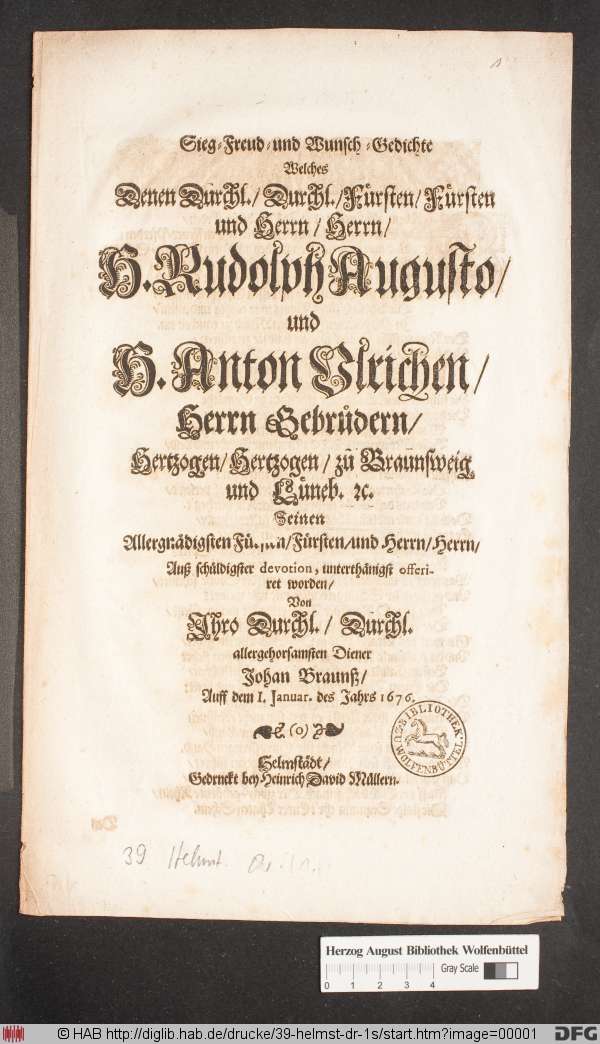 Sieg-Freud-und Wunsch-Gedichte
Welches
Denen Durchl./ Durchl./Fürsten/Fürsten
und Herrn/ Herrn/
H. Rudolph Augusto/
und
H. Anton Vlrichen/
Herrn Gebrüdern/
Hertzogen/Hertzogen/ zů Braunsweig
und Lüneb. ꝛc.
Seinen
Allergnädigsten /Fürsten/und Herrn/Herrn/
Auß schüldigster devotion, unterthänigst offeri-
ret worden/
Von
Ihro Durchl./ Durchl.
allergehorsamsten Diener
Johan Braunß/
Auff dem I. Januar. des Jahrs 1676.
(o)
BIBLIOTHEK
WOLFENBÜTTEL
Helmstädt/
Gedruckt bey Heinrich David Müllern.
39 Helmst.
Herzog August Bibliothek Wolfenbüttel
Gray Scale
0 1 2 3 4
© HAB http://diglib.hab.de/drucke/39-helmst-dr-1s/start.htm?image=00001
DFG